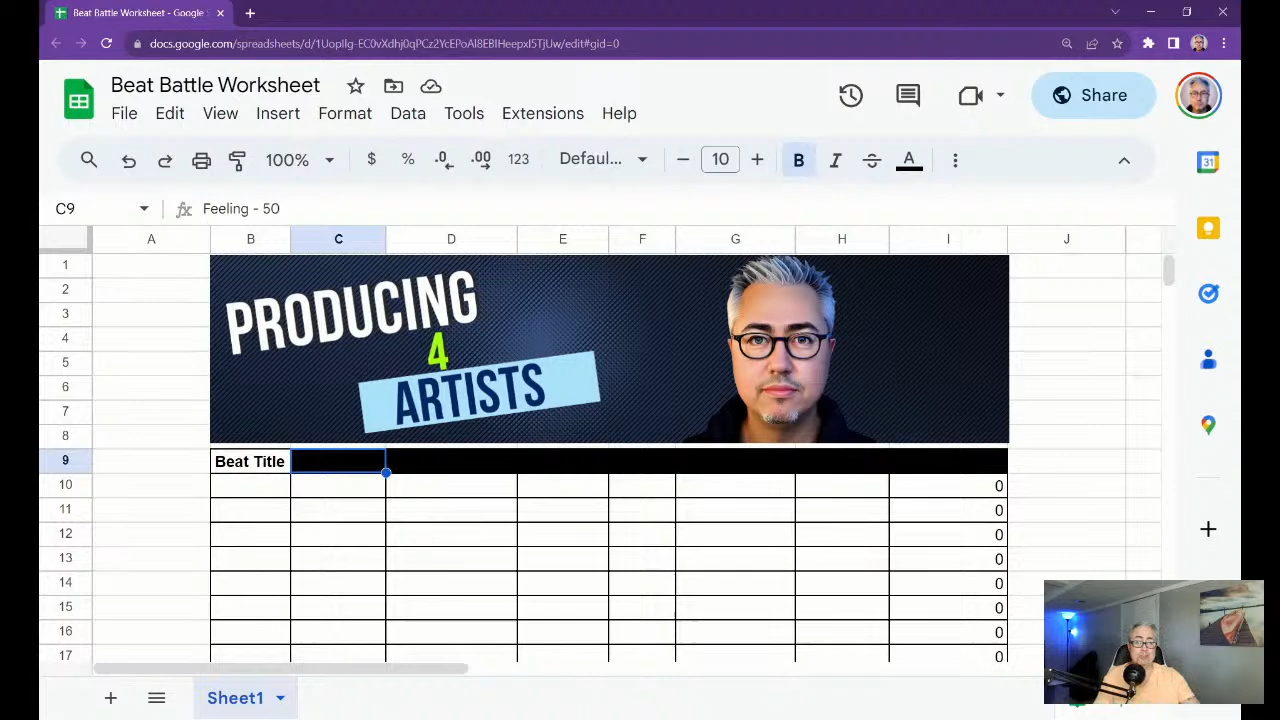 Beat Battle Worksheet - Google
docs.google.com/spreadsheets/d/1UopIlg-EC0vXdhj0qPCz2YcEPoAl8EBIHeepxI5TjUw/edit#gid=0
Beat Battle Worksheet
Share
File Edit View Insert Format Data Tools Extensions Help
100% $ % .0 .00 123 Defaul... 10 B I S A
31
C9 fx Feeling - 50
A B C D E F G H I J
1
2
3
4
5
6
7
8
PRODUCING
4
ARTISTS
9 Beat Title
10 0
11 0
12 0
13 0
14 0
15 0
16 0
17 0
Sheet1